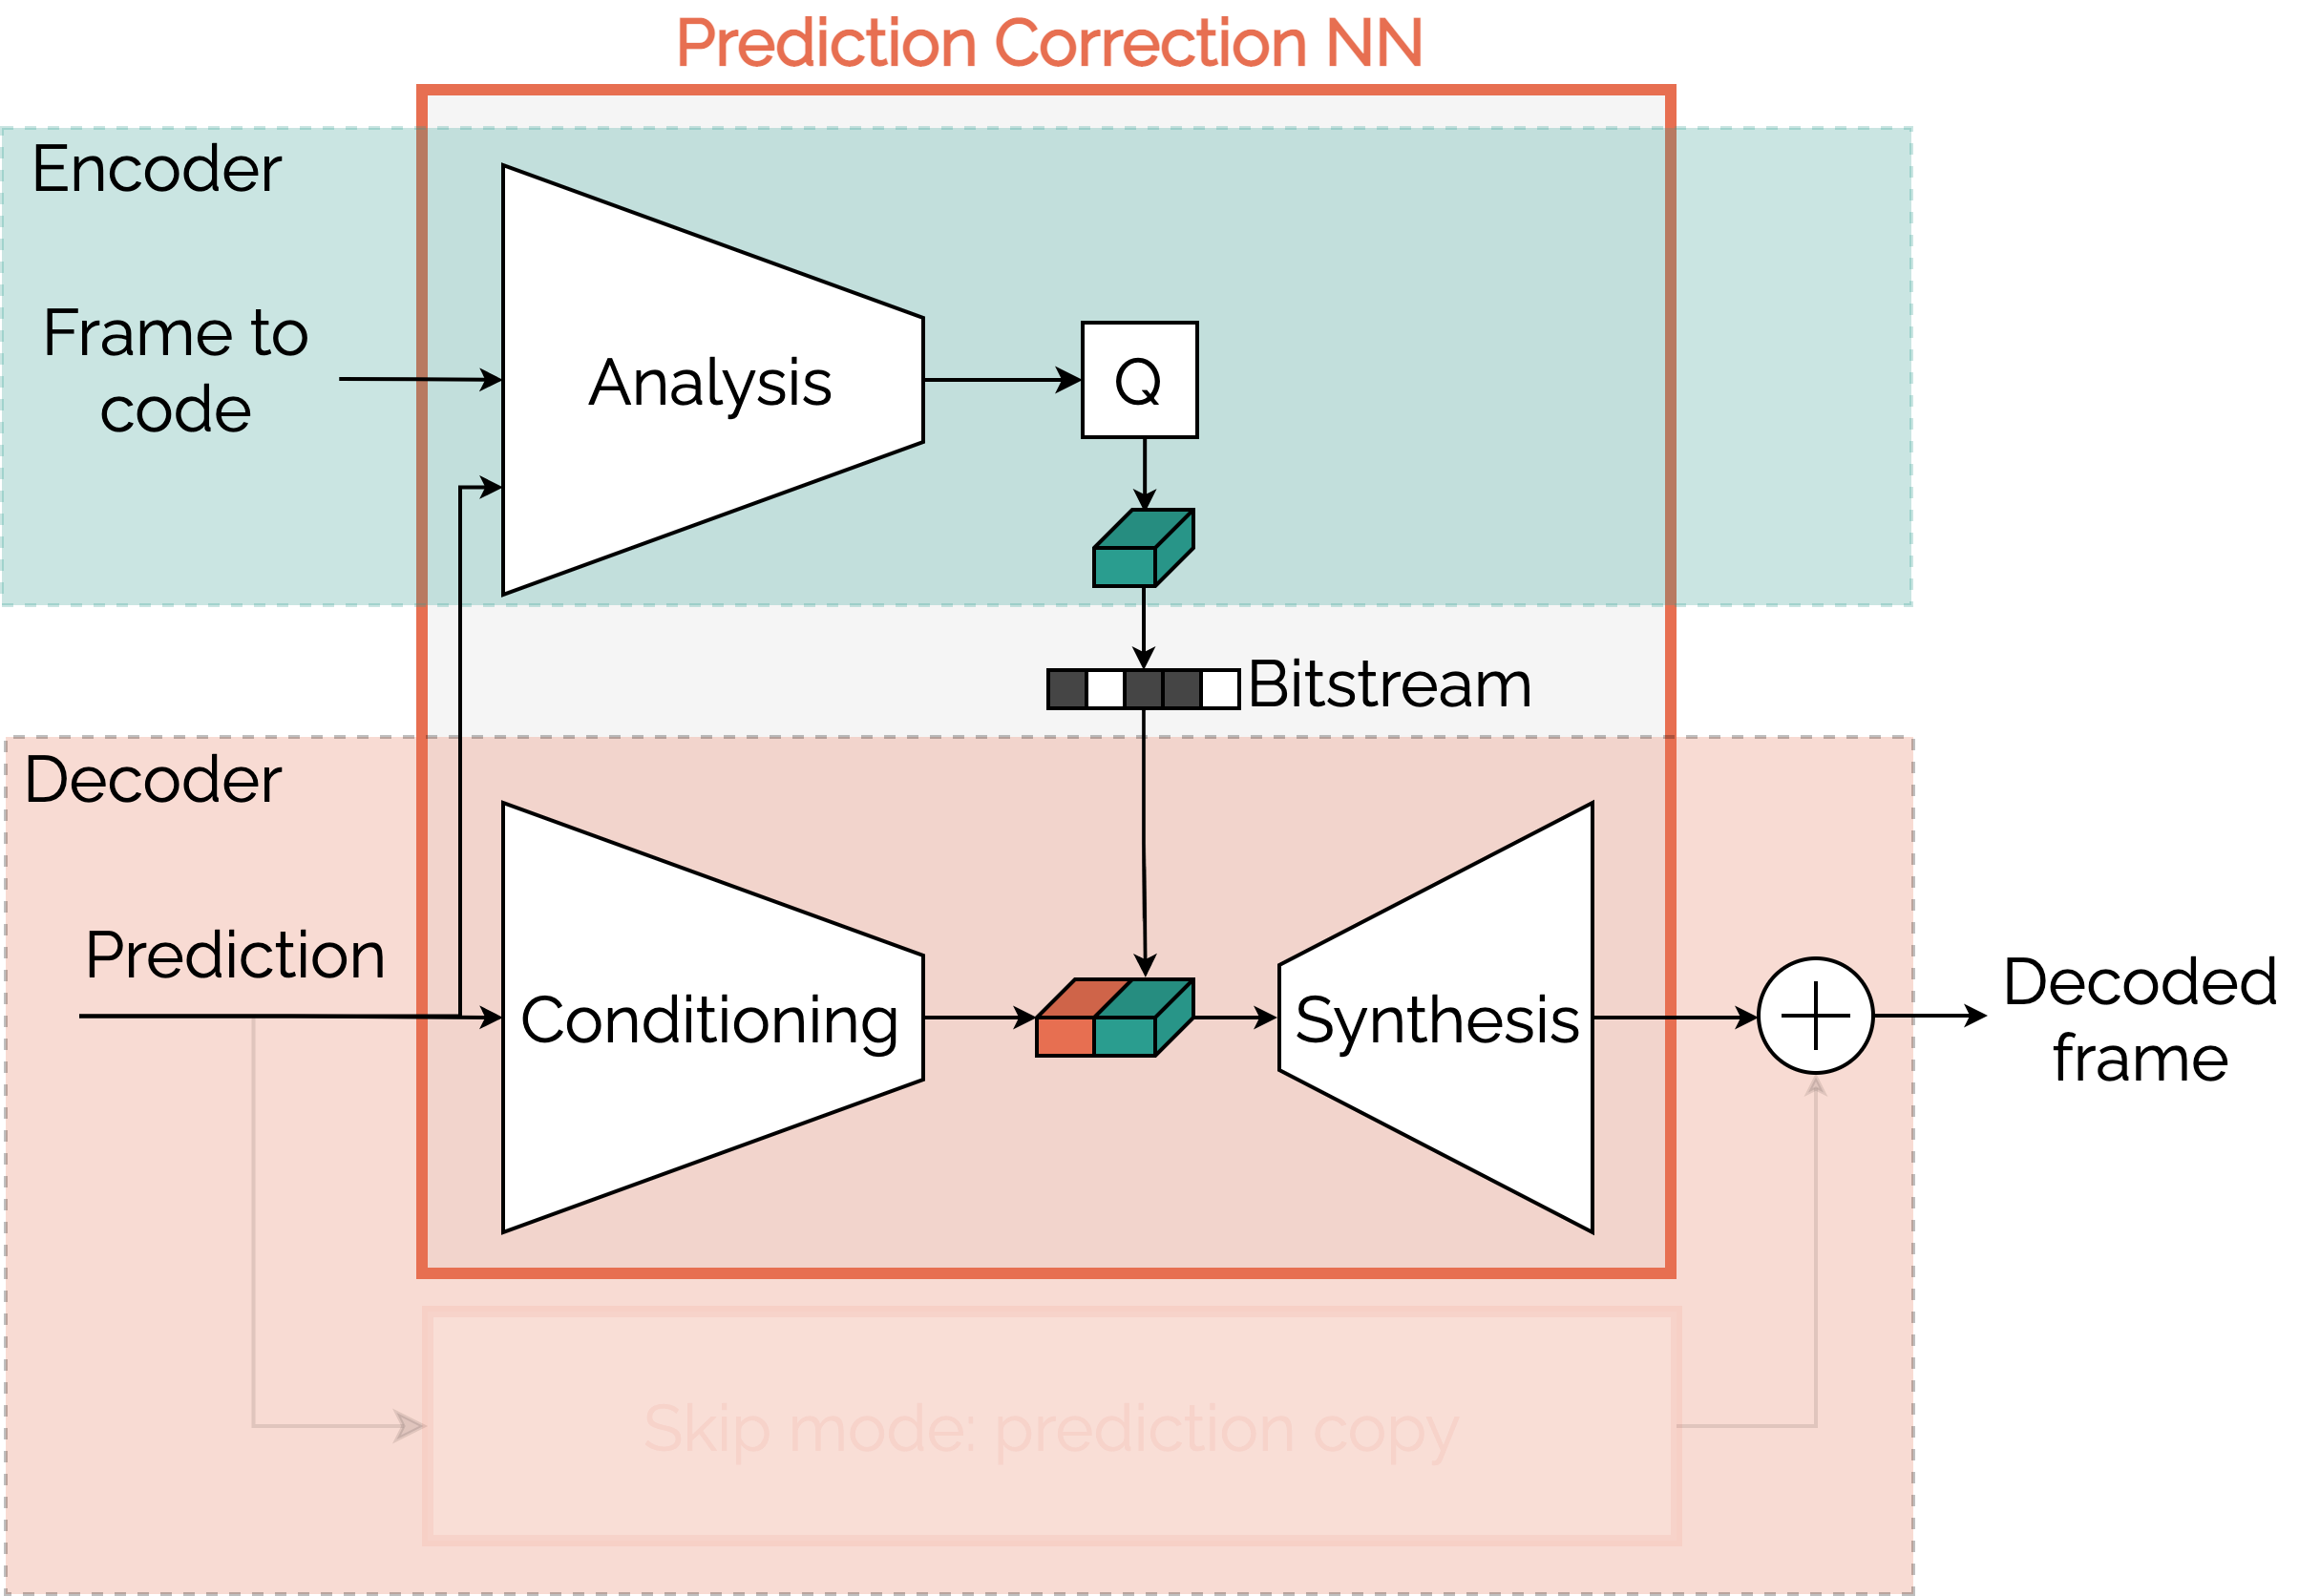 Prediction Correction NN
Encoder
Frame to
code
Analysis
Q
Bitstream
Decoder
Prediction
Conditioning
Synthesis
Decoded
frame
Skip mode: prediction copy